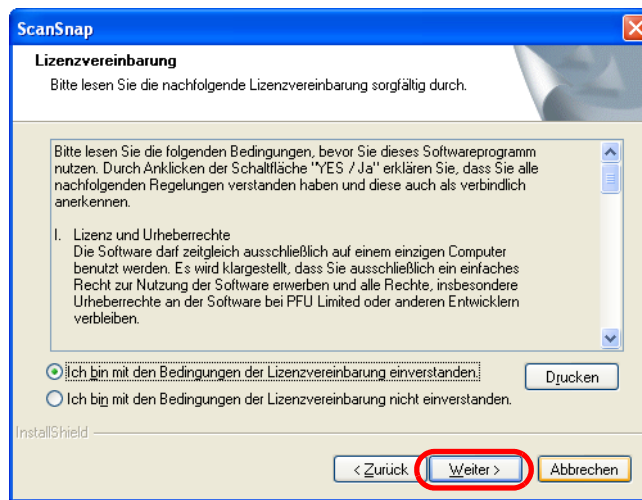 ScanSnap
Lizenzvereinbarung
Bitte lesen Sie die nachfolgende Lizenzvereinbarung sorgfältig durch.
Bitte lesen Sie die folgenden Bedingungen, bevor Sie dieses Softwareprogramm
nutzen. Durch Anklicken der Schaltfläche "YES / Ja" erklären Sie, dass Sie alle
nachfolgenden Regelungen verstanden haben und diese auch als verbindlich
anerkennen.
I. Lizenz und Urheberrechte
Die Software darf zeitgleich ausschließlich auf einem einzigen Computer
benutzt werden. Es wird klargestellt, dass Sie ausschließlich ein einfaches
Recht zur Nutzung der Software erwerben und alle Rechte, insbesondere
Urheberrechte an der Software bei PFU Limited oder anderen Entwicklern
verbleiben.
Ich bin mit den Bedingungen der Lizenzvereinbarung einverstanden.
Drucken
Ich bin mit den Bedingungen der Lizenzvereinbarung nicht einverstanden.
InstallShield
< Zurück Weiter > Abbrechen